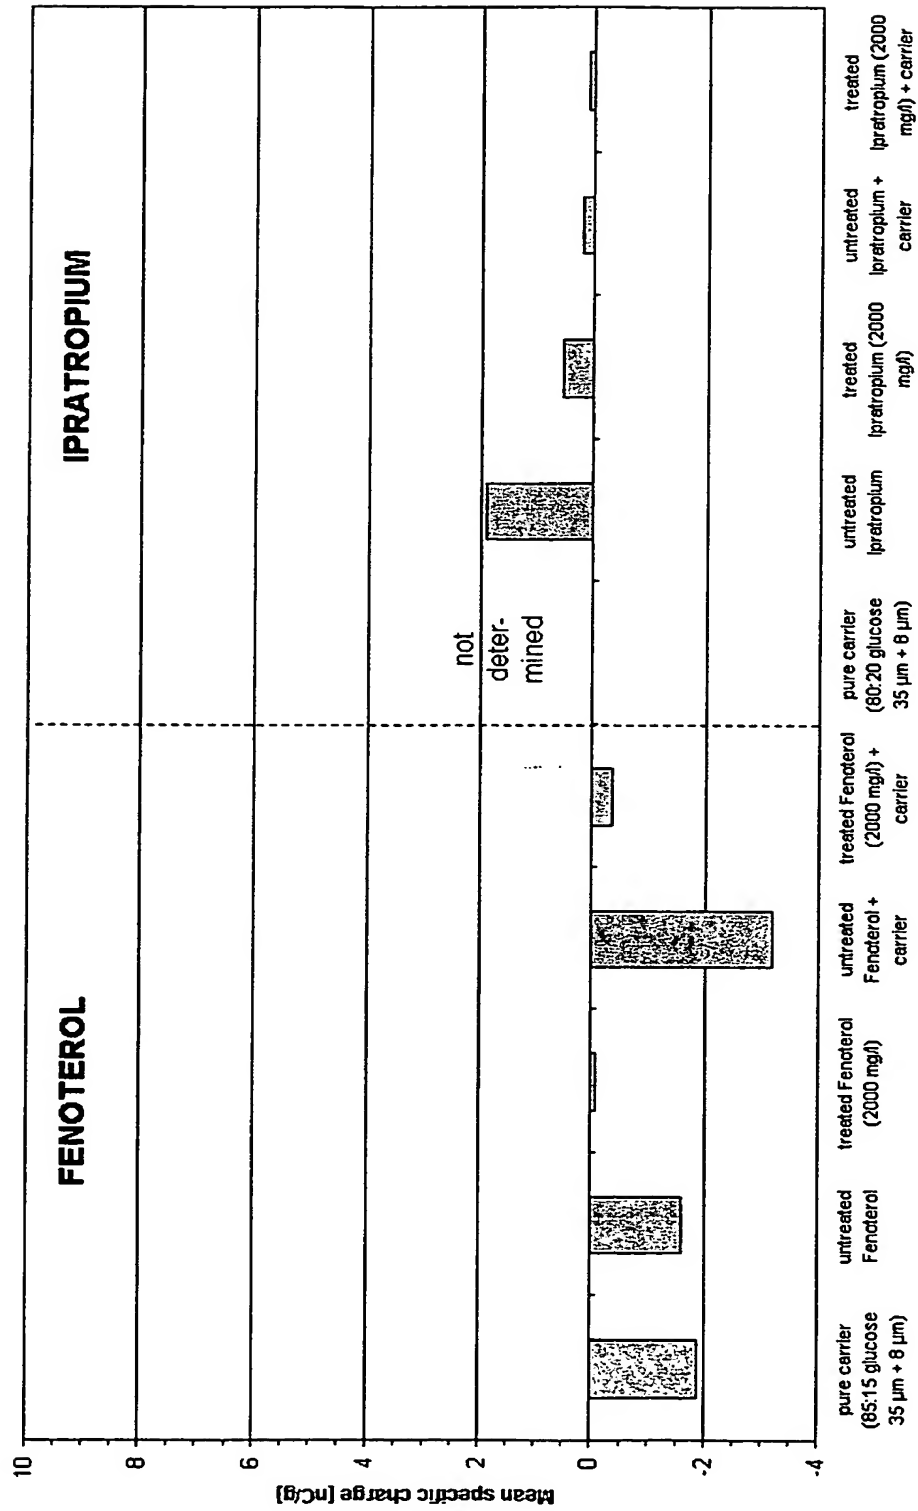 FENOTEROL
IPRATROPIUM
Mean specific charge [nC/g]
10
8
6
4
2
0
-2
-4
not
deter-
mined
pure carrier
(85:15 glucose
35 µm + 8 µm)
untreated
Fenoterol
treated Fenoterol
(2000 mg/l)
untreated
Fenoterol +
carrier
treated Fenoterol
(2000 mg/l) +
carrier
pure carrier
(80:20 glucose
35 µm + 8 µm)
untreated
Ipratropium
treated
Ipratropium (2000
mg/l)
untreated
Ipratropium +
carrier
treated
Ipratropium (2000
mg/l) + carrier